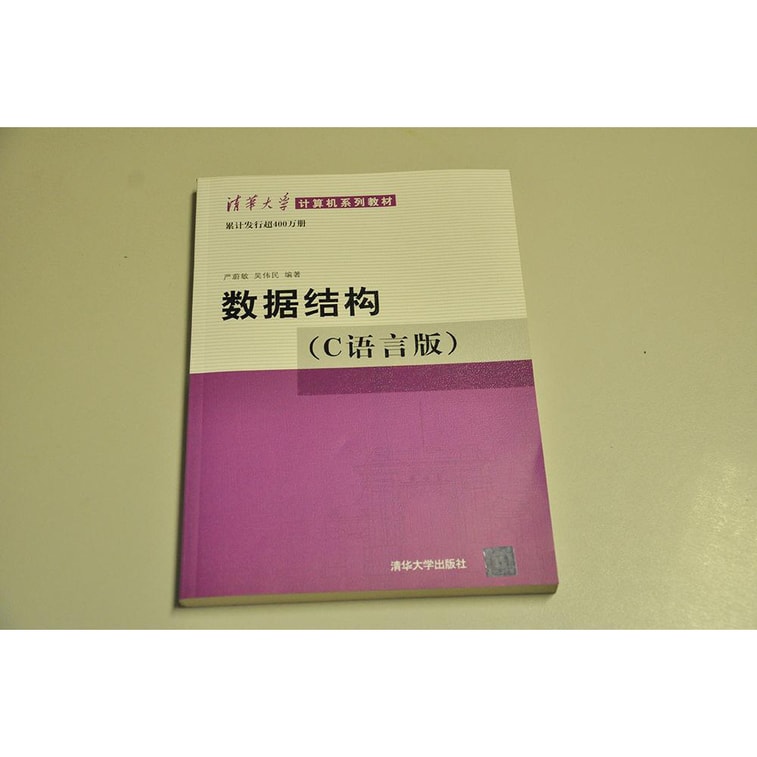 清华大学 计算机系列教材
累计发行超400万册
严蔚敏 吴伟民 编著
数据结构
（C语言版）
清华大学出版社